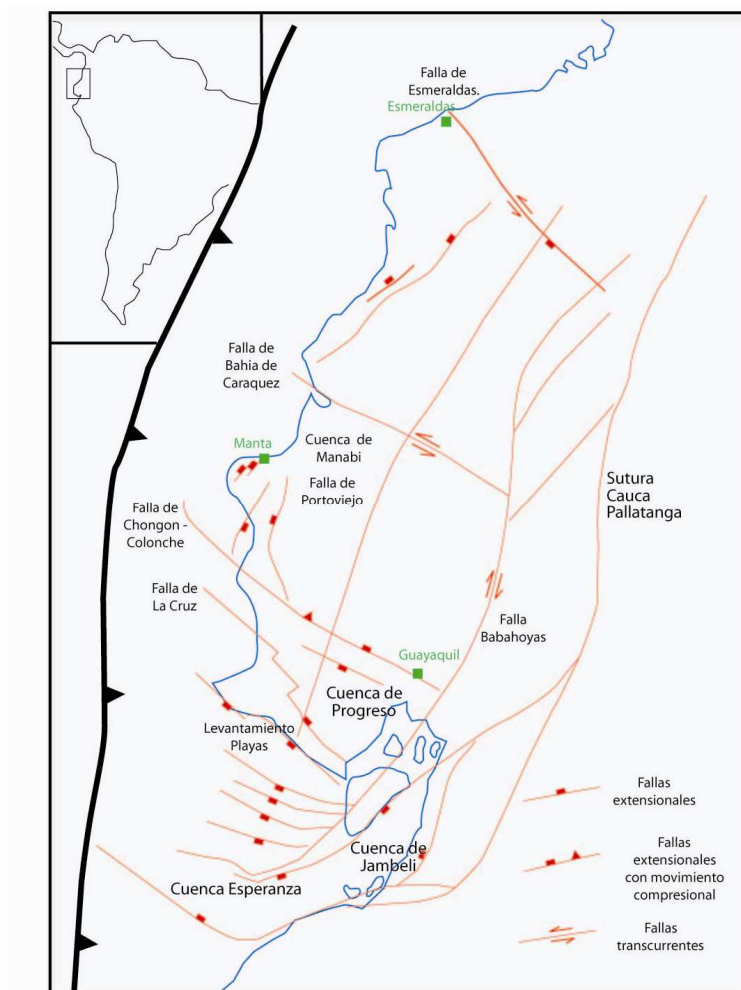 Falla de
Esmeraldas.
Esmeraldas
Falla de
Bahia de
Caraquez
Manta
Cuenca de
Manabi
Falla de
Portoviejo
Falla de
Chongon -
Colonche
Sutura
Cauca
Pallatanga
Falla de
La Cruz
Falla
Babahoyas
Guayaquil
Cuenca de
Progreso
Levantamiento
Playas
Fallas
extensionales
Cuenca de
Jambeli
Cuenca Esperanza
Fallas
extensionales
con movimiento
compresional
Fallas
transcurrentes